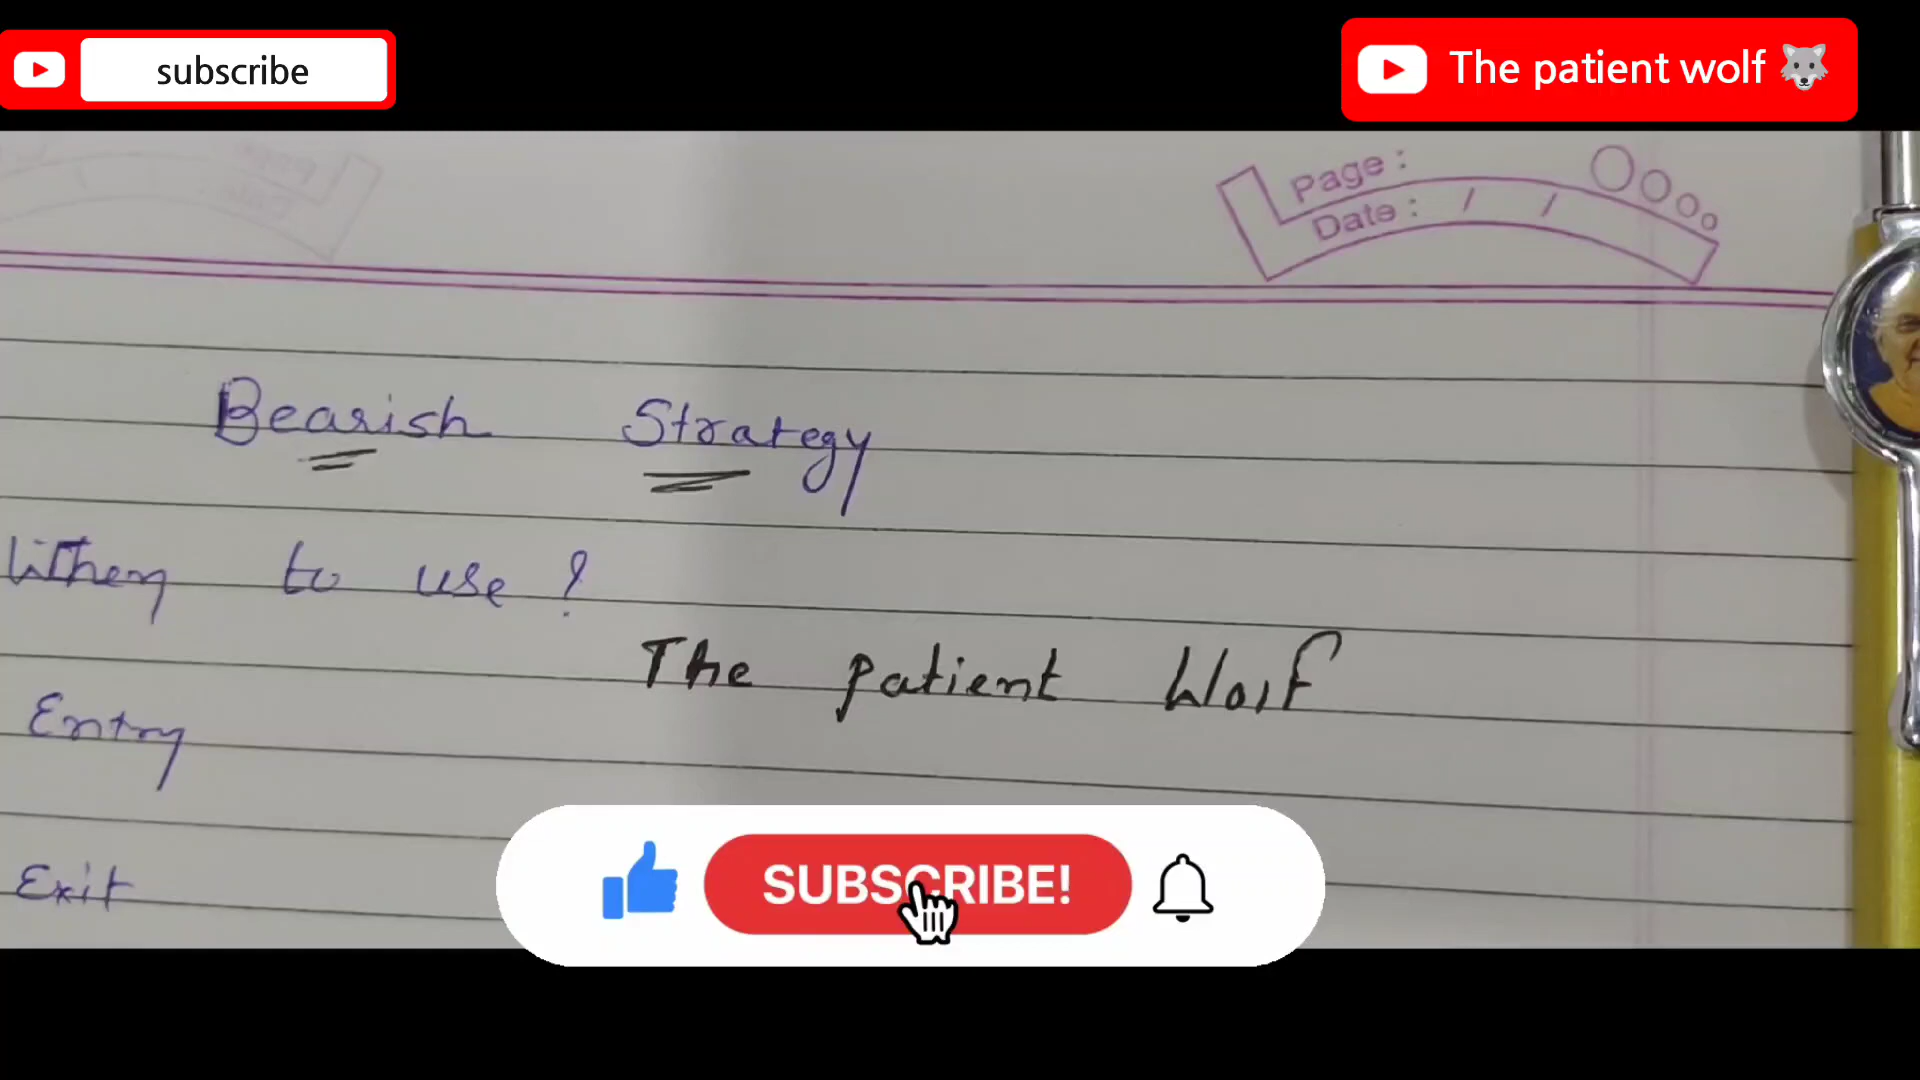 subscribe
The patient wolf
Page :
Date : / /
Bearish Strategy
When to use ?
The patient Wolf
Entry
Exit
SUBSCRIBE!